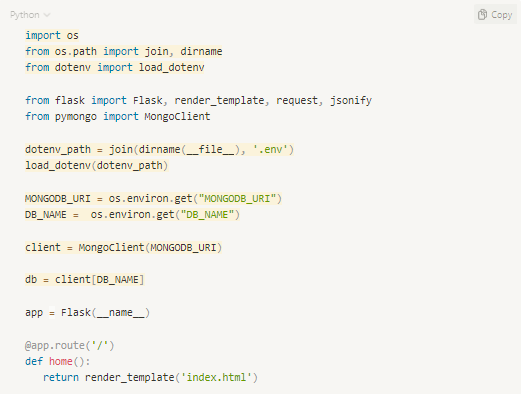 Python
Copy
import os
from os.path import join, dirname
from dotenv import load_dotenv
from flask import Flask, render_template, request, jsonify
from pymongo import MongoClient
dotenv_path = join(dirname(__file__), '.env')
load_dotenv(dotenv_path)
MONGODB_URI = os.environ.get("MONGODB_URI")
DB_NAME =  os.environ.get("DB_NAME")
client = MongoClient(MONGODB_URI)
db = client[DB_NAME]
app = Flask(__name__)
@app.route('/')
def home():
   return render_template('index.html')